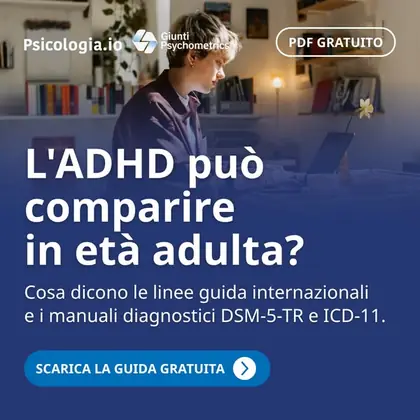 Psicologia.io
Giunti
Psychometrics
PDF GRATUITO
L'ADHD può
comparire
in età adulta?
Cosa dicono le linee guida internazionali
e i manuali diagnostici DSM-5-TR e ICD-11.
SCARICA LA GUIDA GRATUITA